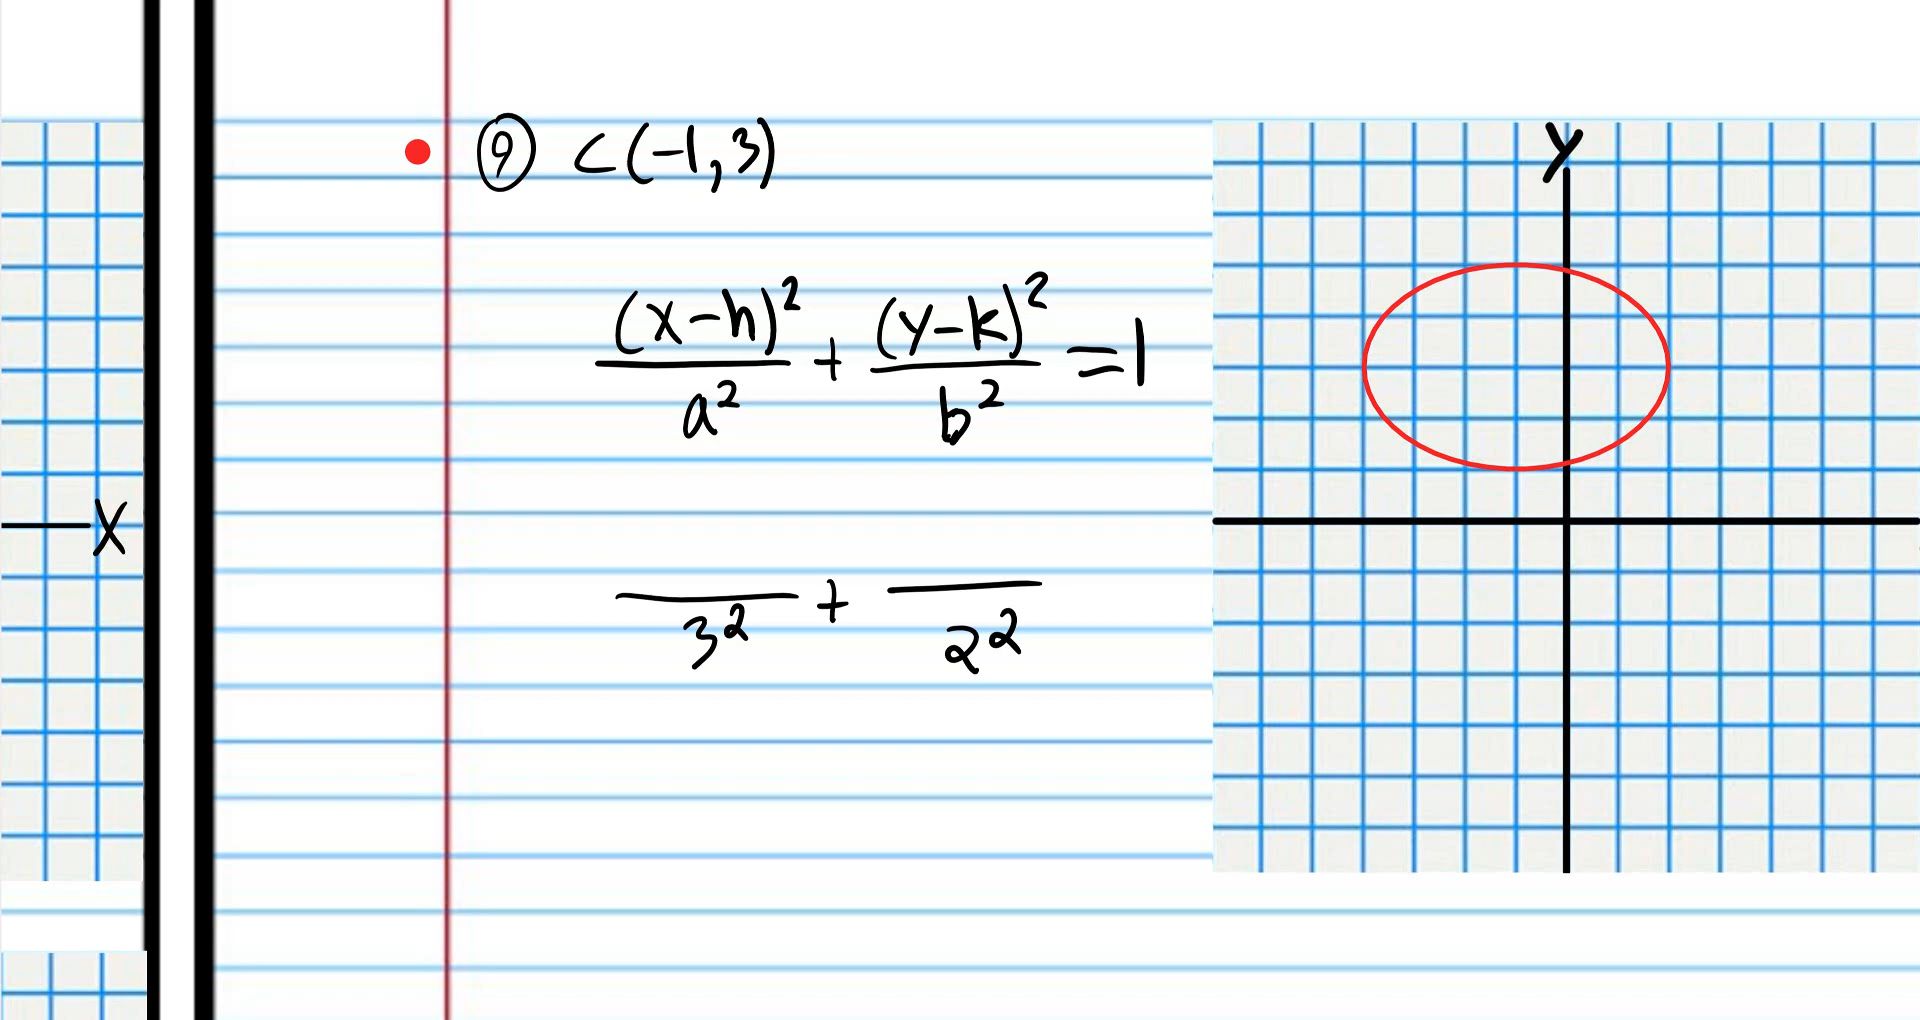 ⑨ C(-1,3)
(x-h)²/a² + (y-k)²/b² = 1
/3² + /2²
Y
X